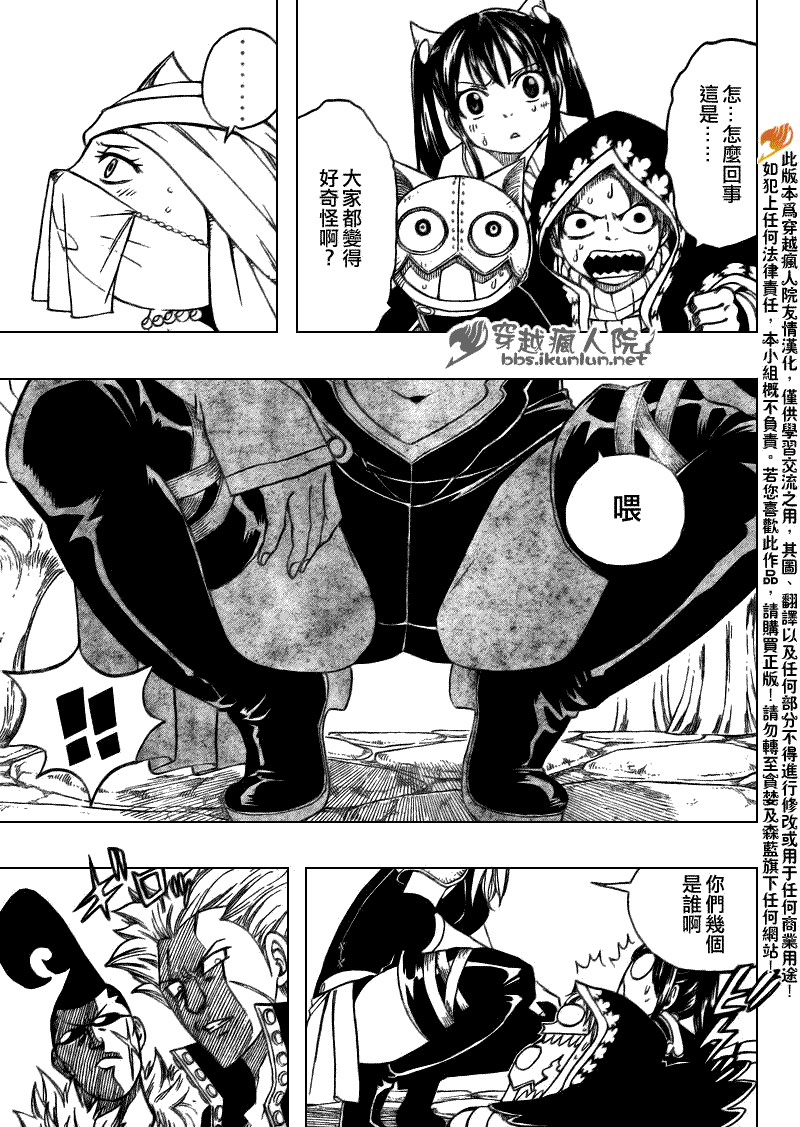 怎…怎麼回事
這是……
大家都變得
好奇怪啊？
……
喂
!!
你們幾個
是誰啊
ギロ
穿越瘋人院
bbs.ikunlun.net
此版本爲穿越瘋人院友情漢化，僅供學習交流之用，其圖、翻譯以及任何部分不得進行修改或用于任何商業用途！
如犯上任何法律責任，本小組概不負責。若您喜歡此作品，請購買正版！請勿轉至貪婪及森藍旗下任何網站！